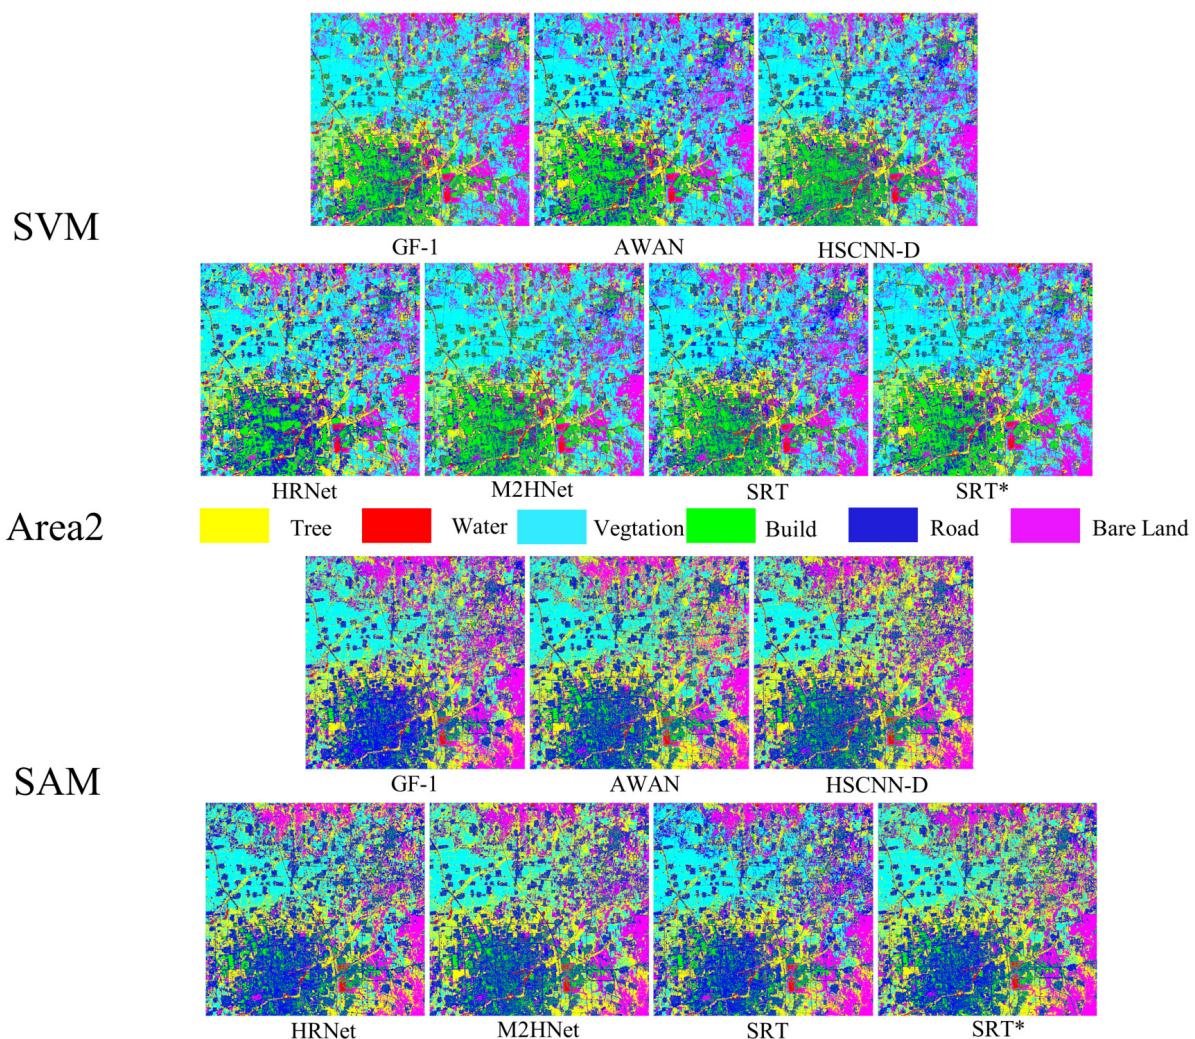 SVM
GF-1 AWAN HSCNN-D
HRNet M2HNet SRT SRT*
Area2
Tree Water Vegtation Build Road Bare Land
SAM
GF-1 AWAN HSCNN-D
HRNet M2HNet SRT SRT*